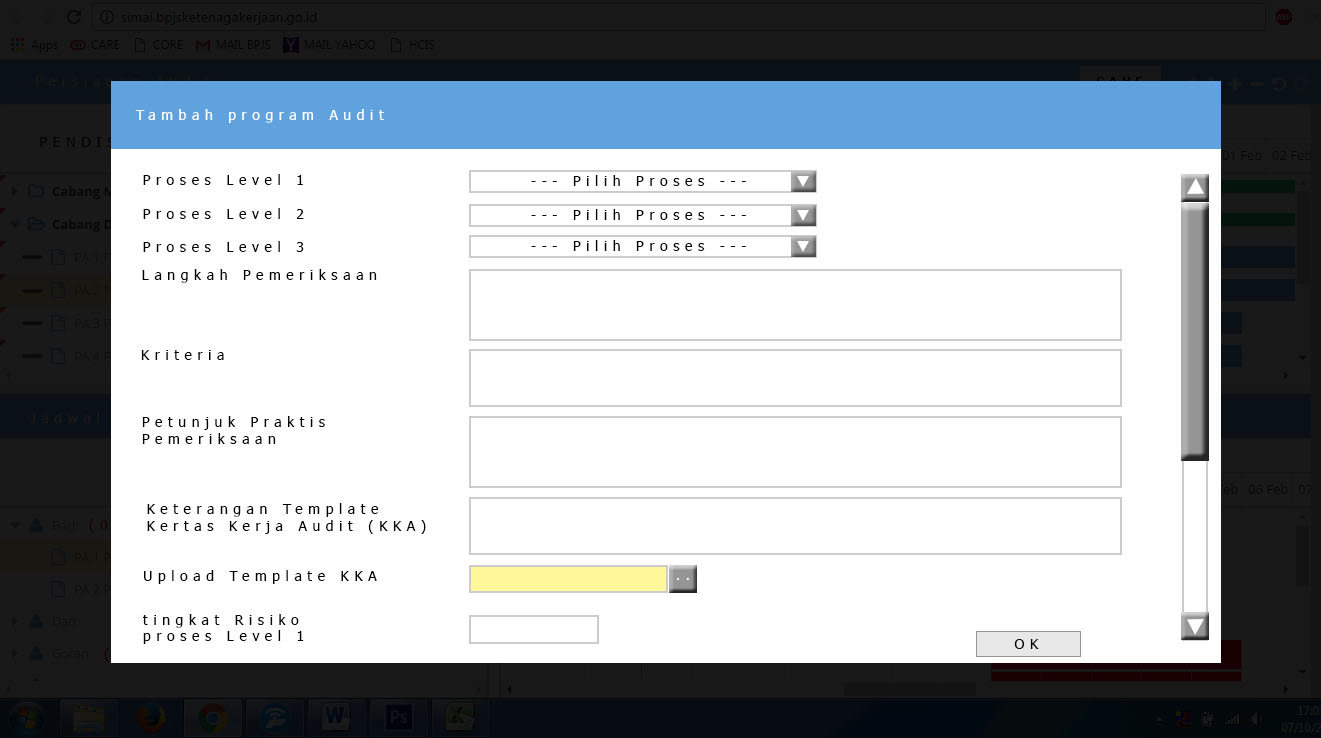 simai.bpjsketenagakerjaan.go.id
Apps CARE CORE MAIL BPJS MAIL YAHOO HCIS
Tambah program Audit
PENDIS
01 Feb 02 Feb
Proses Level 1 --- Pilih Proses ---
Cabang
Proses Level 2 --- Pilih Proses ---
Cabang
Proses Level 3 --- Pilih Proses ---
PA.1
Langkah Pemeriksaan
PA.2
PA.3
Kriteria
PA.4
Jadwal
Petunjuk Praktis
Pemeriksaan
06 Feb 07
Keterangan Template
Kertas Kerja Audit (KKA)
Bari ( 0
PA.1
Upload Template KKA ..
PA.2
tingkat Risiko
Dan
proses Level 1
OK
Goran (